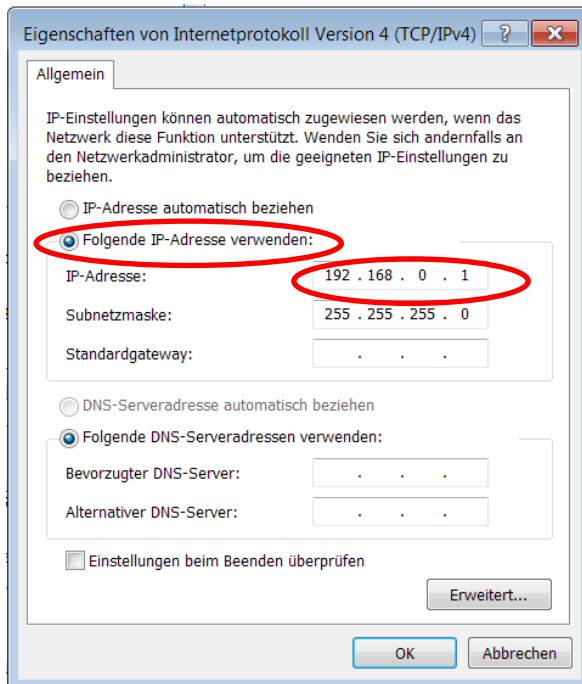 Eigenschaften von Internetprotokoll Version 4 (TCP/IPv4)
Allgemein
IP-Einstellungen können automatisch zugewiesen werden, wenn das
Netzwerk diese Funktion unterstützt. Wenden Sie sich andernfalls an
den Netzwerkadministrator, um die geeigneten IP-Einstellungen zu
beziehen.
IP-Adresse automatisch beziehen
Folgende IP-Adresse verwenden:
IP-Adresse: 192 . 168 . 0 . 1
Subnetzmaske: 255 . 255 . 255 . 0
Standardgateway: . . .
DNS-Serveradresse automatisch beziehen
Folgende DNS-Serveradressen verwenden:
Bevorzugter DNS-Server: . . .
Alternativer DNS-Server: . . .
Einstellungen beim Beenden überprüfen
Erweitert...
OK Abbrechen